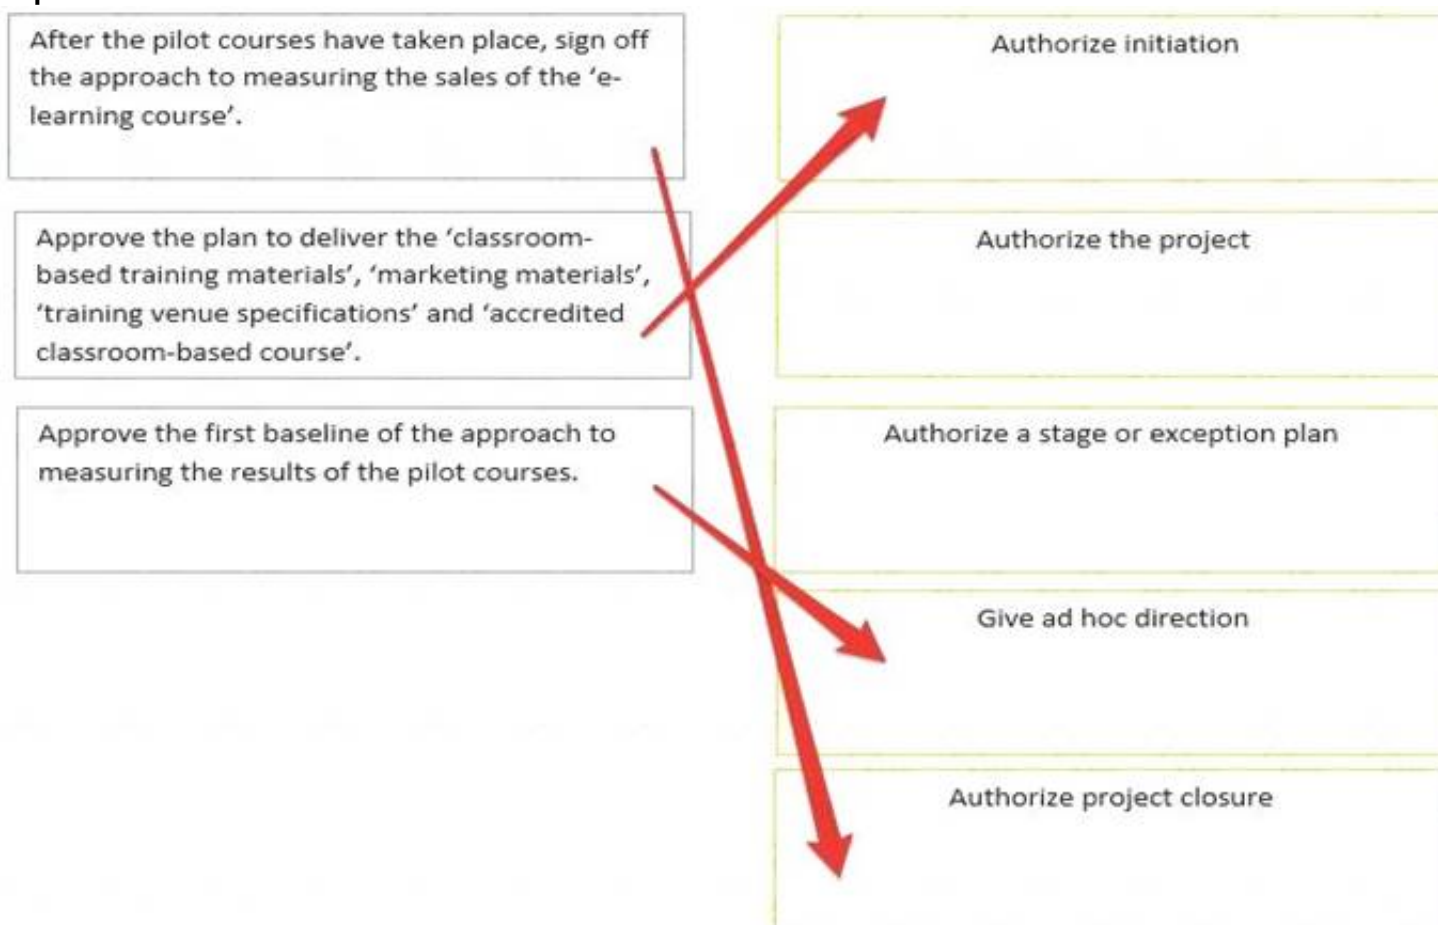 After the pilot courses have taken place, sign off
the approach to measuring the sales of the ‘e-
learning course’.
Approve the plan to deliver the ‘classroom-
based training materials’, ‘marketing materials’,
‘training venue specifications’ and ‘accredited
classroom-based course’.
Approve the first baseline of the approach to
measuring the results of the pilot courses.
Authorize initiation
Authorize the project
Authorize a stage or exception plan
Give ad hoc direction
Authorize project closure